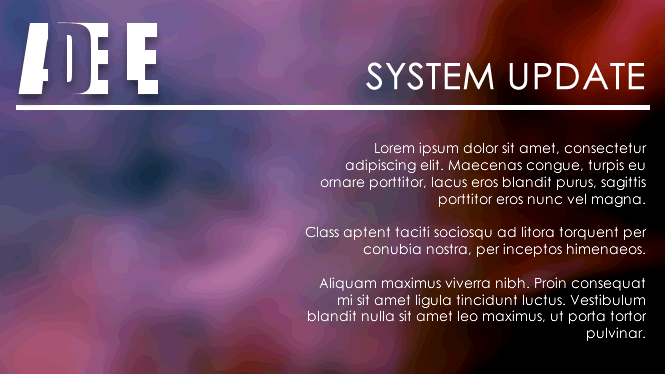 ADEE
SYSTEM UPDATE
Lorem ipsum dolor sit amet, consectetur
adipiscing elit. Maecenas congue, turpis eu
ornare porttitor, lacus eros blandit purus, sagittis
porttitor eros nunc vel magna.
Class aptent taciti sociosqu ad litora torquent per
conubia nostra, per inceptos himenaeos.
Aliquam maximus viverra nibh. Proin consequat
mi sit amet ligula tincidunt luctus. Vestibulum
blandit nulla sit amet leo maximus, ut porta tortor
pulvinar.